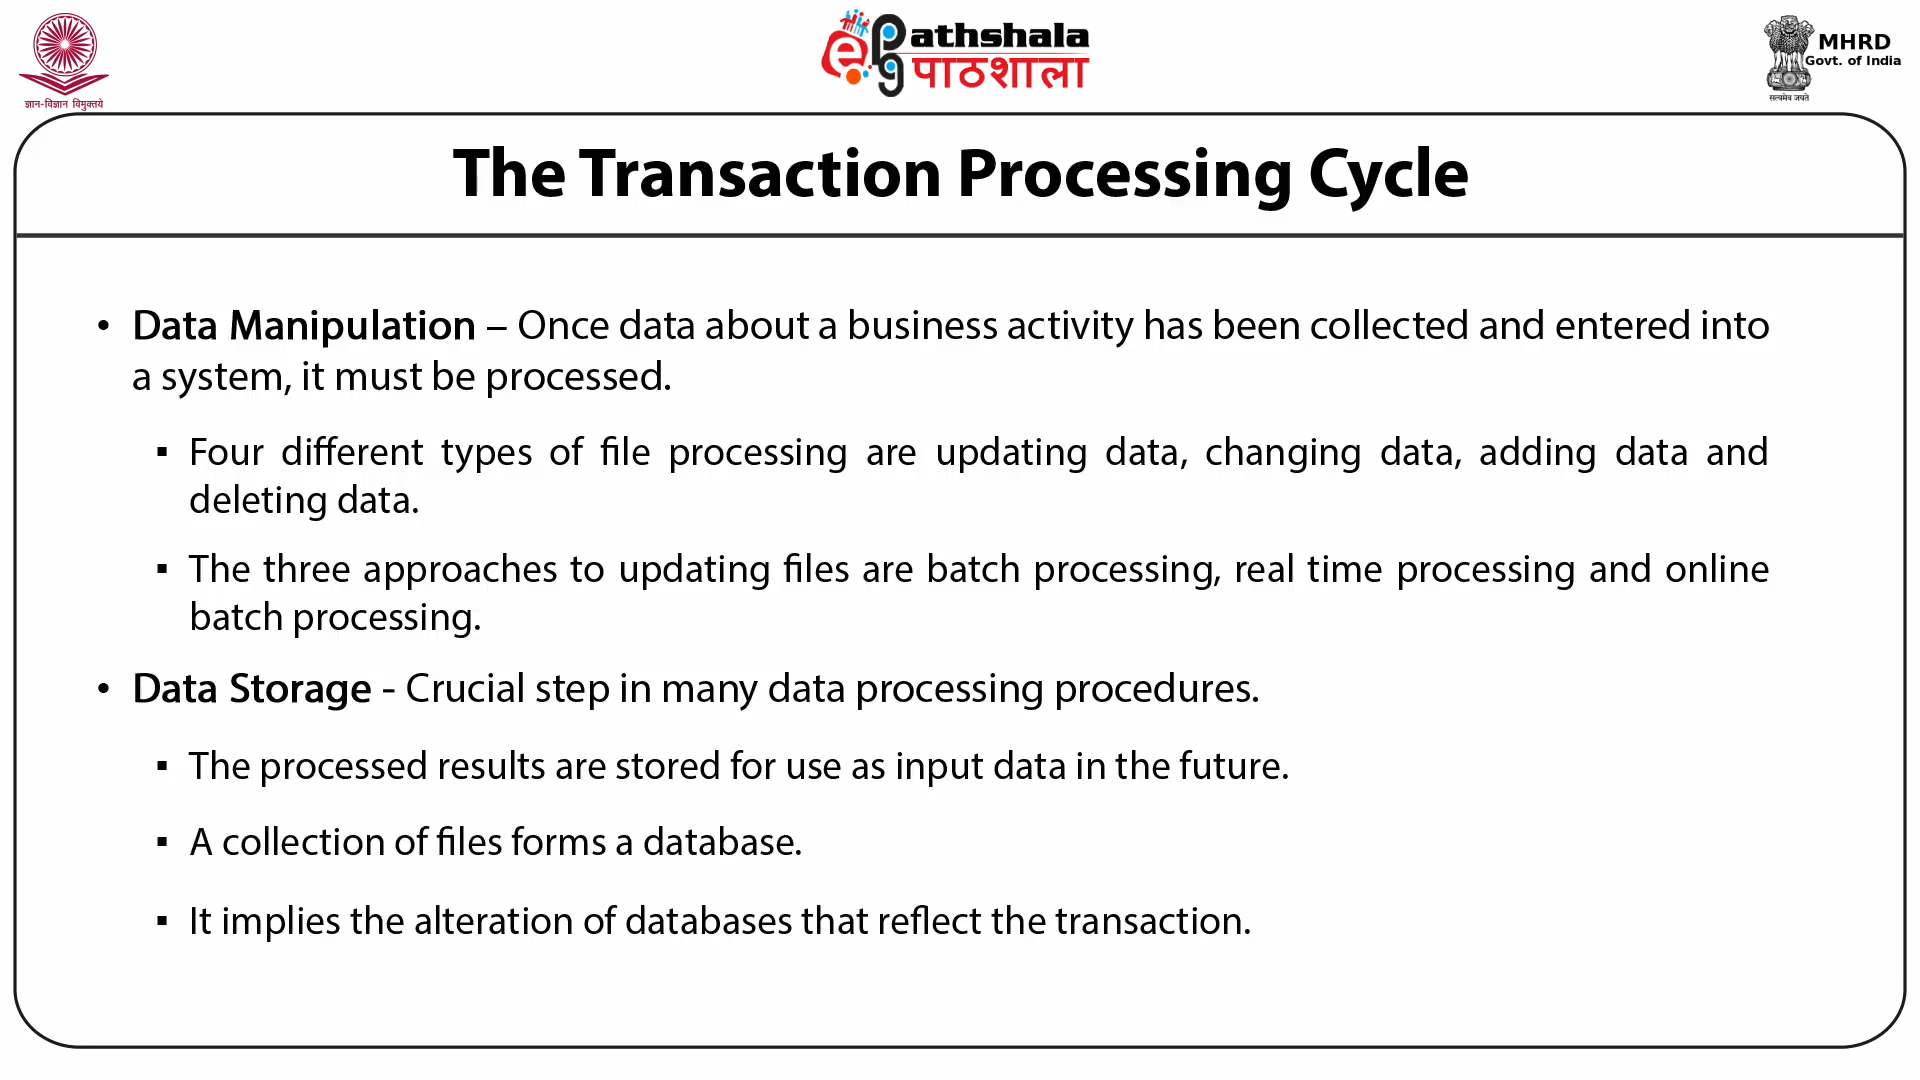 ज्ञान-विज्ञान विमुक्तये
e Pathshala
पाठशाला
MHRD
Govt. of India
सत्यमेव जयते
The Transaction Processing Cycle
• Data Manipulation – Once data about a business activity has been collected and entered into
a system, it must be processed.
▪ Four different types of file processing are updating data, changing data, adding data and
deleting data.
▪ The three approaches to updating files are batch processing, real time processing and online
batch processing.
• Data Storage - Crucial step in many data processing procedures.
▪ The processed results are stored for use as input data in the future.
▪ A collection of files forms a database.
▪ It implies the alteration of databases that reflect the transaction.